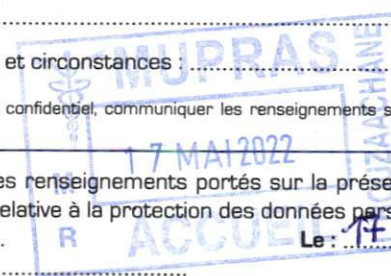 et circonstances :
MUPRAS
confidentiel, communiquer les renseignements s
17 MAI 2022
es renseignements portés sur la prése
elative à la protection des données pers
R
ACCUEIL
Le : 17